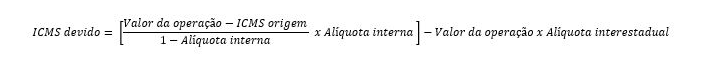 ICMS devido = [Valor da operação − ICMS origem / 1 − Alíquota interna x Alíquota interna] − Valor da operação x Alíquota interestadual